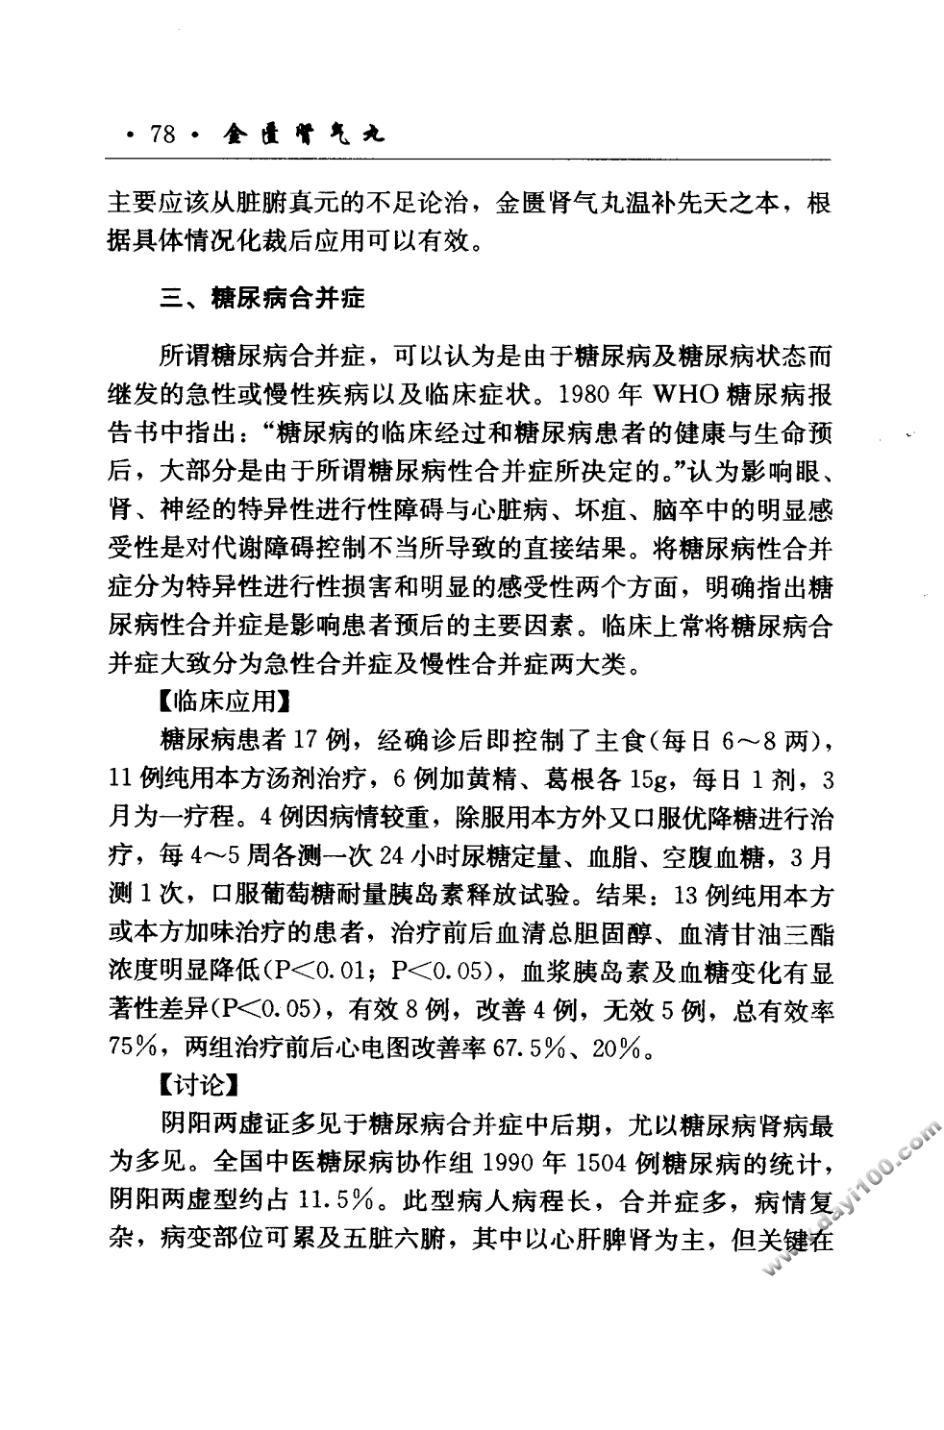 ·78· 金匮肾气丸
主要应该从脏腑真元的不足论治，金匮肾气丸温补先天之本，根
据具体情况化裁后应用可以有效。
三、糖尿病合并症
所谓糖尿病合并症，可以认为是由于糖尿病及糖尿病状态而
继发的急性或慢性疾病以及临床症状。1980 年 WHO 糖尿病报
告书中指出：“糖尿病的临床经过和糖尿病患者的健康与生命预
后，大部分是由于所谓糖尿病性合并症所决定的。”认为影响眼、
肾、神经的特异性进行性障碍与心脏病、坏疽、脑卒中的明显感
受性是对代谢障碍控制不当所导致的直接结果。将糖尿病性合并
症分为特异性进行性损害和明显的感受性两个方面，明确指出糖
尿病性合并症是影响患者预后的主要因素。临床上常将糖尿病合
并症大致分为急性合并症及慢性合并症两大类。
【临床应用】
糖尿病患者 17 例，经确诊后即控制了主食(每日 6～8 两)，
11 例纯用本方汤剂治疗，6 例加黄精、葛根各 15g，每日 1 剂，3
月为一疗程。4 例因病情较重，除服用本方外又口服优降糖进行治
疗，每 4～5 周各测一次 24 小时尿糖定量、血脂、空腹血糖，3 月
测 1 次，口服葡萄糖耐量胰岛素释放试验。结果：13 例纯用本方
或本方加味治疗的患者，治疗前后血清总胆固醇、血清甘油三酯
浓度明显降低(P<0.01；P<0.05)，血浆胰岛素及血糖变化有显
著性差异(P<0.05)，有效 8 例，改善 4 例，无效 5 例，总有效率
75%，两组治疗前后心电图改善率 67.5%、20%。
【讨论】
阴阳两虚证多见于糖尿病合并症中后期，尤以糖尿病肾病最
为多见。全国中医糖尿病协作组 1990 年 1504 例糖尿病的统计，
阴阳两虚型约占 11.5%。此型病人病程长，合并症多，病情复
杂，病变部位可累及五脏六腑，其中以心肝脾肾为主，但关键在
www.dayi100.com